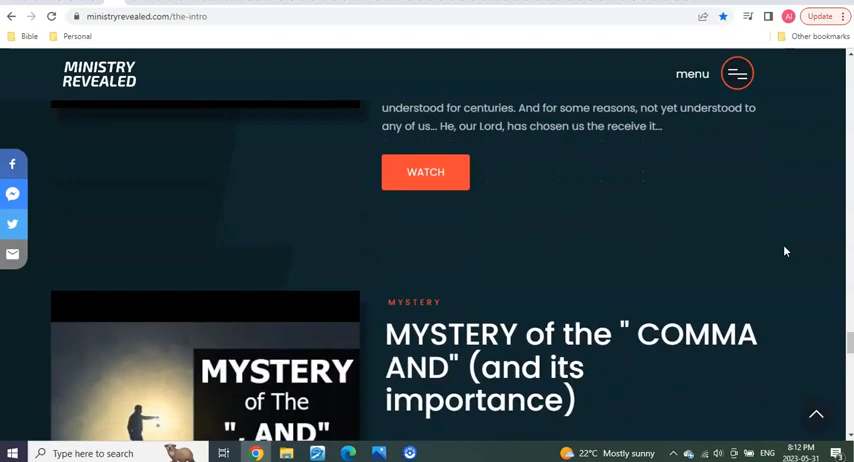 ministryrevealed.com/the-intro
AI
Update
Bible
Personal
Other bookmarks
MINISTRY
REVEALED
menu
understood for centuries. And for some reasons, not yet understood to
any of us... He, our Lord, has chosen us the receive it...
WATCH
MYSTERY
MYSTERY of the " COMMA
AND" (and its
importance)
MYSTERY
of The
", AND"
Type here to search
22°C Mostly sunny
ENG
8:12 PM
2023-05-31
3